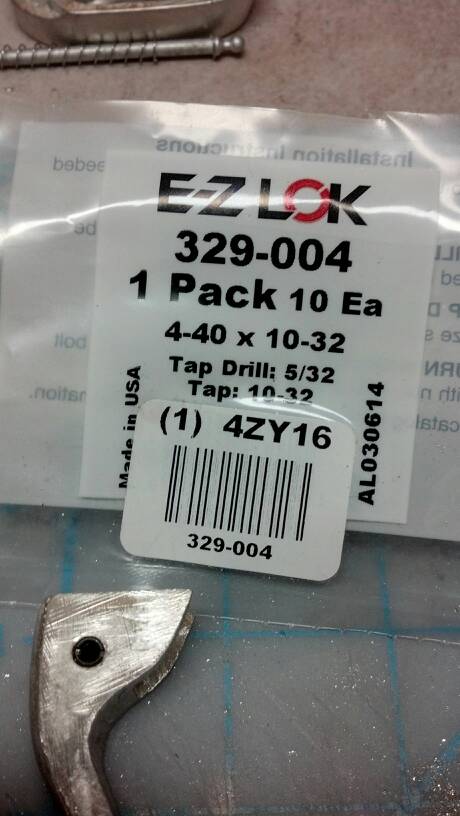 Installation Instructions
E-Z LOK
329-004
1 Pack 10 Ea
4-40 x 10-32
Tap Drill: 5/32
Tap: 10-32
Made in USA
AL030614
(1) 4ZY16
329-004